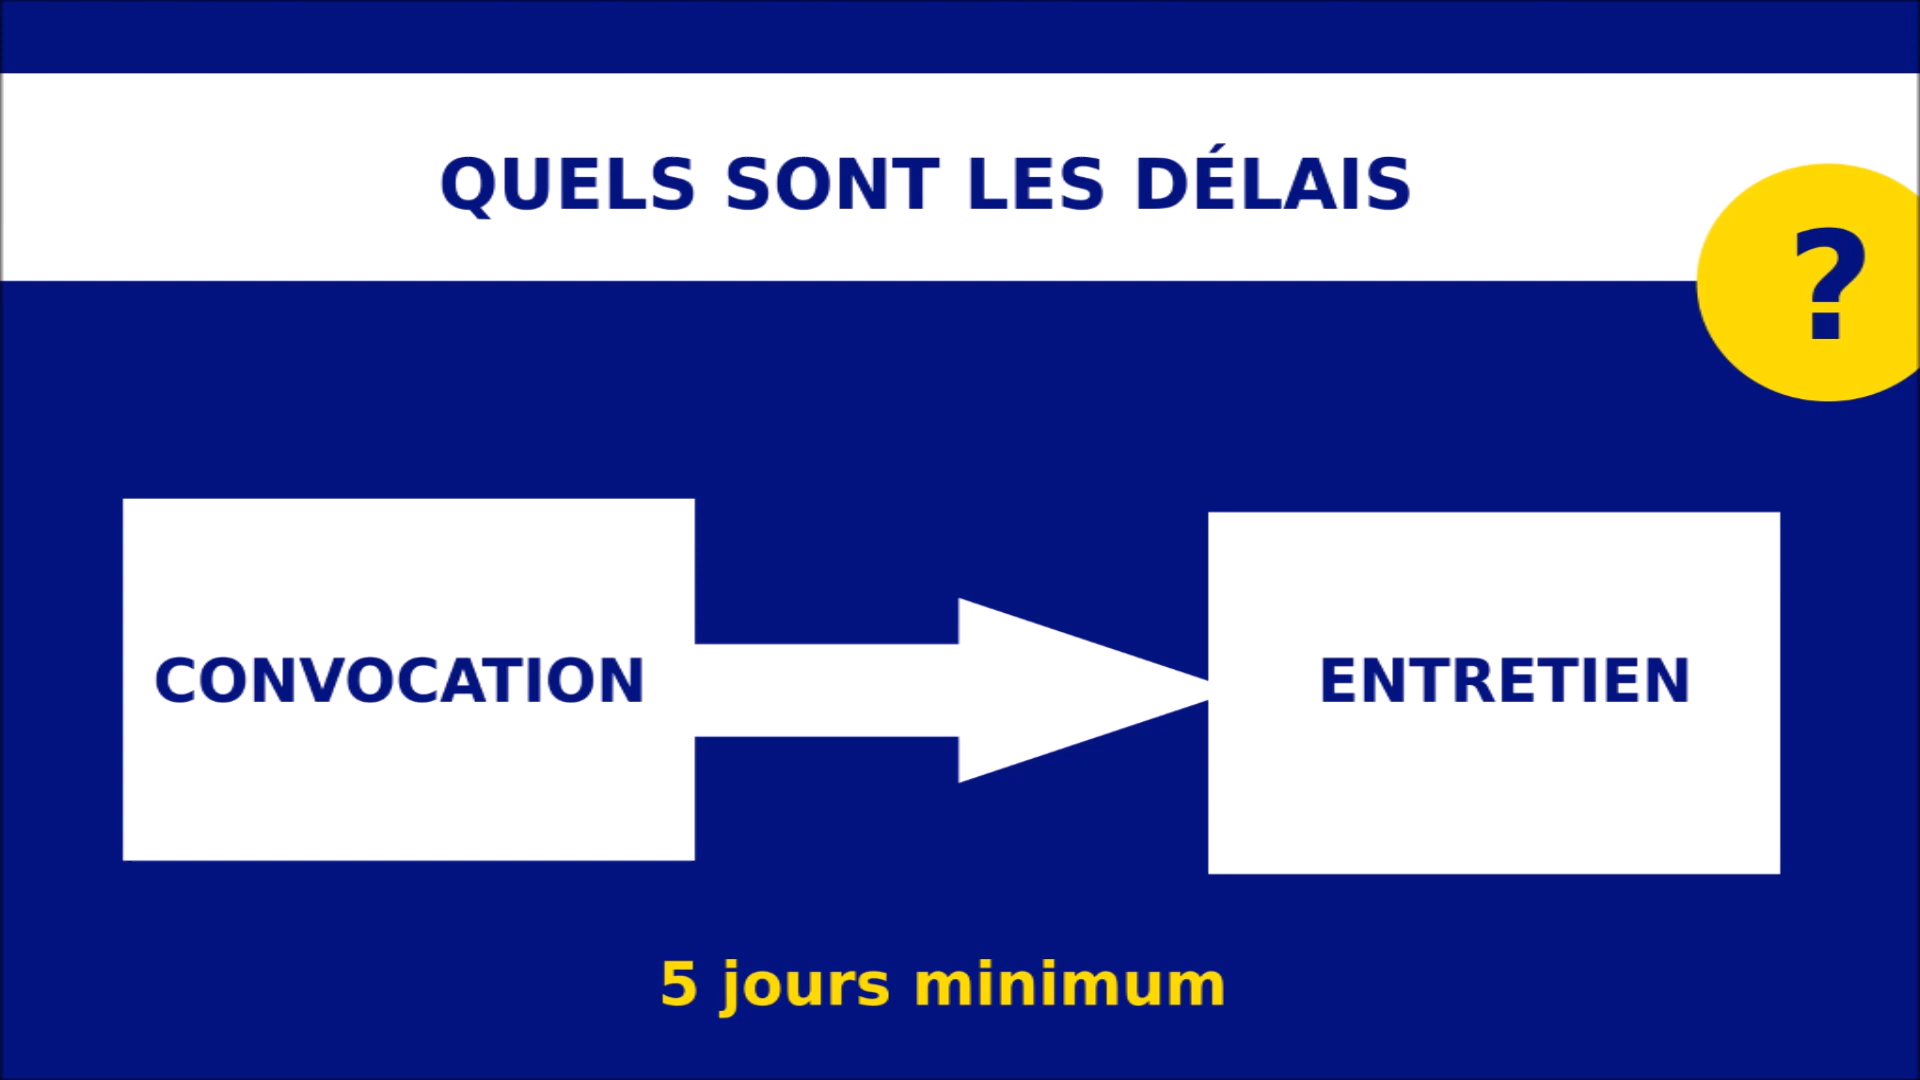 QUELS SONT LES DÉLAIS
?
CONVOCATION
ENTRETIEN
5 jours minimum